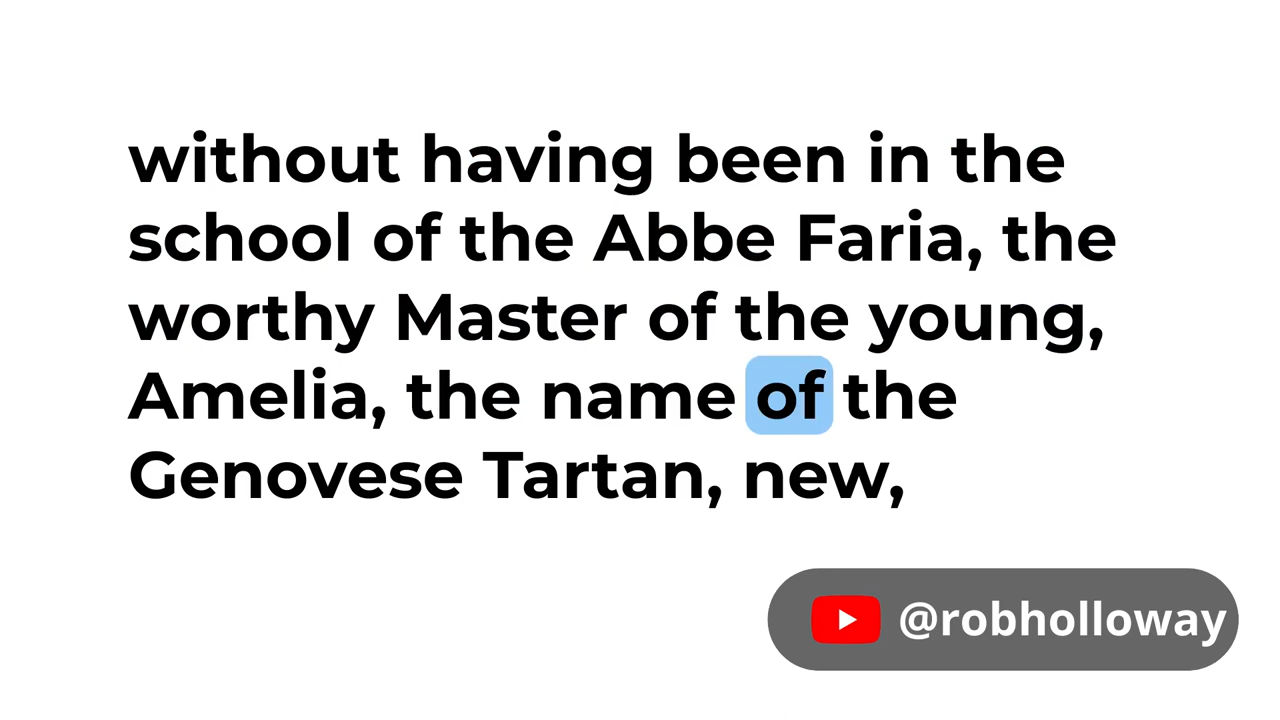 without having been in the
school of the Abbe Faria, the
worthy Master of the young,
Amelia, the name of the
Genovese Tartan, new,
@robholloway